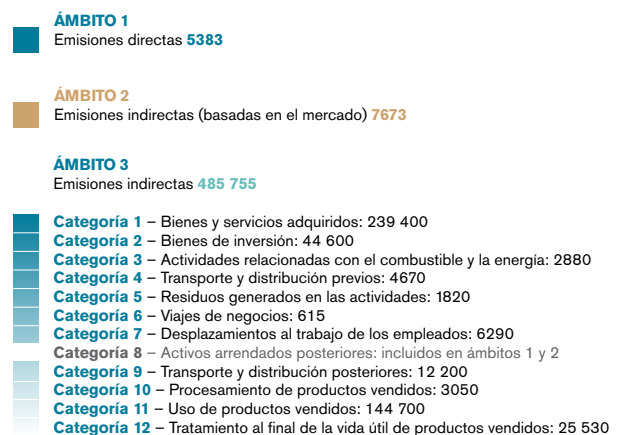 ÁMBITO 1
Emisiones directas 5383
ÁMBITO 2
Emisiones indirectas (basadas en el mercado) 7673
ÁMBITO 3
Emisiones indirectas 485 755
Categoría 1 – Bienes y servicios adquiridos: 239 400
Categoría 2 – Bienes de inversión: 44 600
Categoría 3 – Actividades relacionadas con el combustible y la energía: 2880
Categoría 4 – Transporte y distribución previos: 4670
Categoría 5 – Residuos generados en las actividades: 1820
Categoría 6 – Viajes de negocios: 615
Categoría 7 – Desplazamientos al trabajo de los empleados: 6290
Categoría 8 – Activos arrendados posteriores: incluidos en ámbitos 1 y 2
Categoría 9 – Transporte y distribución posteriores: 12 200
Categoría 10 – Procesamiento de productos vendidos: 3050
Categoría 11 – Uso de productos vendidos: 144 700
Categoría 12 – Tratamiento al final de la vida útil de productos vendidos: 25 530